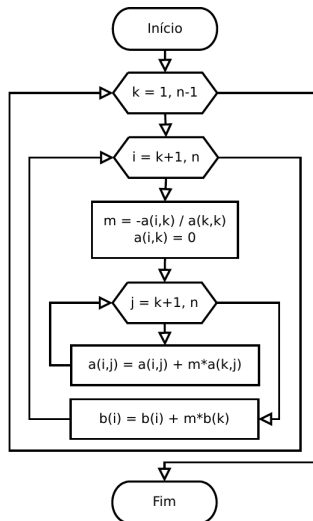 Início
k = 1, n-1
i = k+1, n
m = -a(i,k) / a(k,k)
a(i,k) = 0
j = k+1, n
a(i,j) = a(i,j) + m*a(k,j)
b(i) = b(i) + m*b(k)
Fim